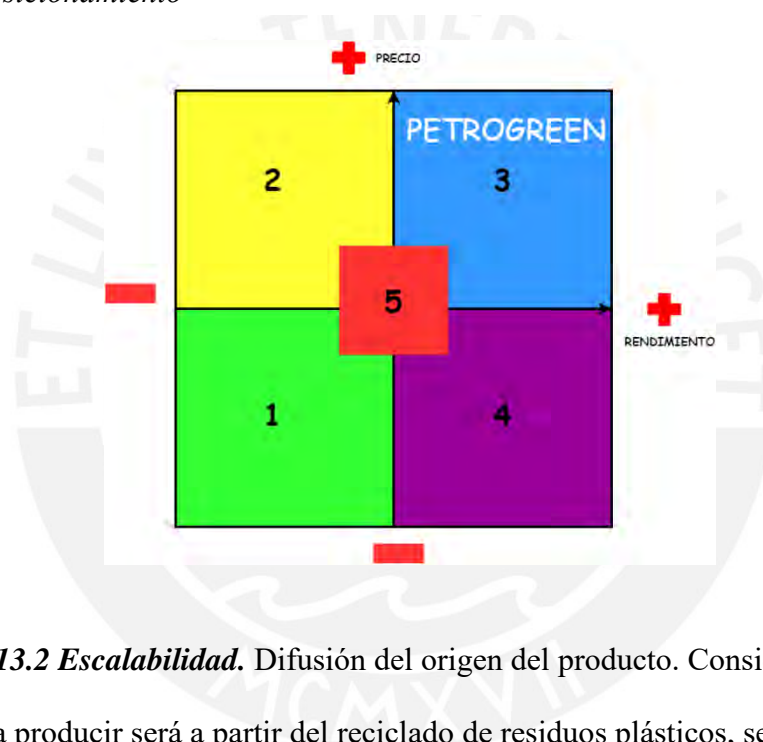 PRECIO
PETROGREEN
2
3
5
RENDIMIENTO
1
4
13.2 Escalabilidad. Difusión del origen del producto. Consi
a producir será a partir del reciclado de residuos plásticos, se
MCMXVII